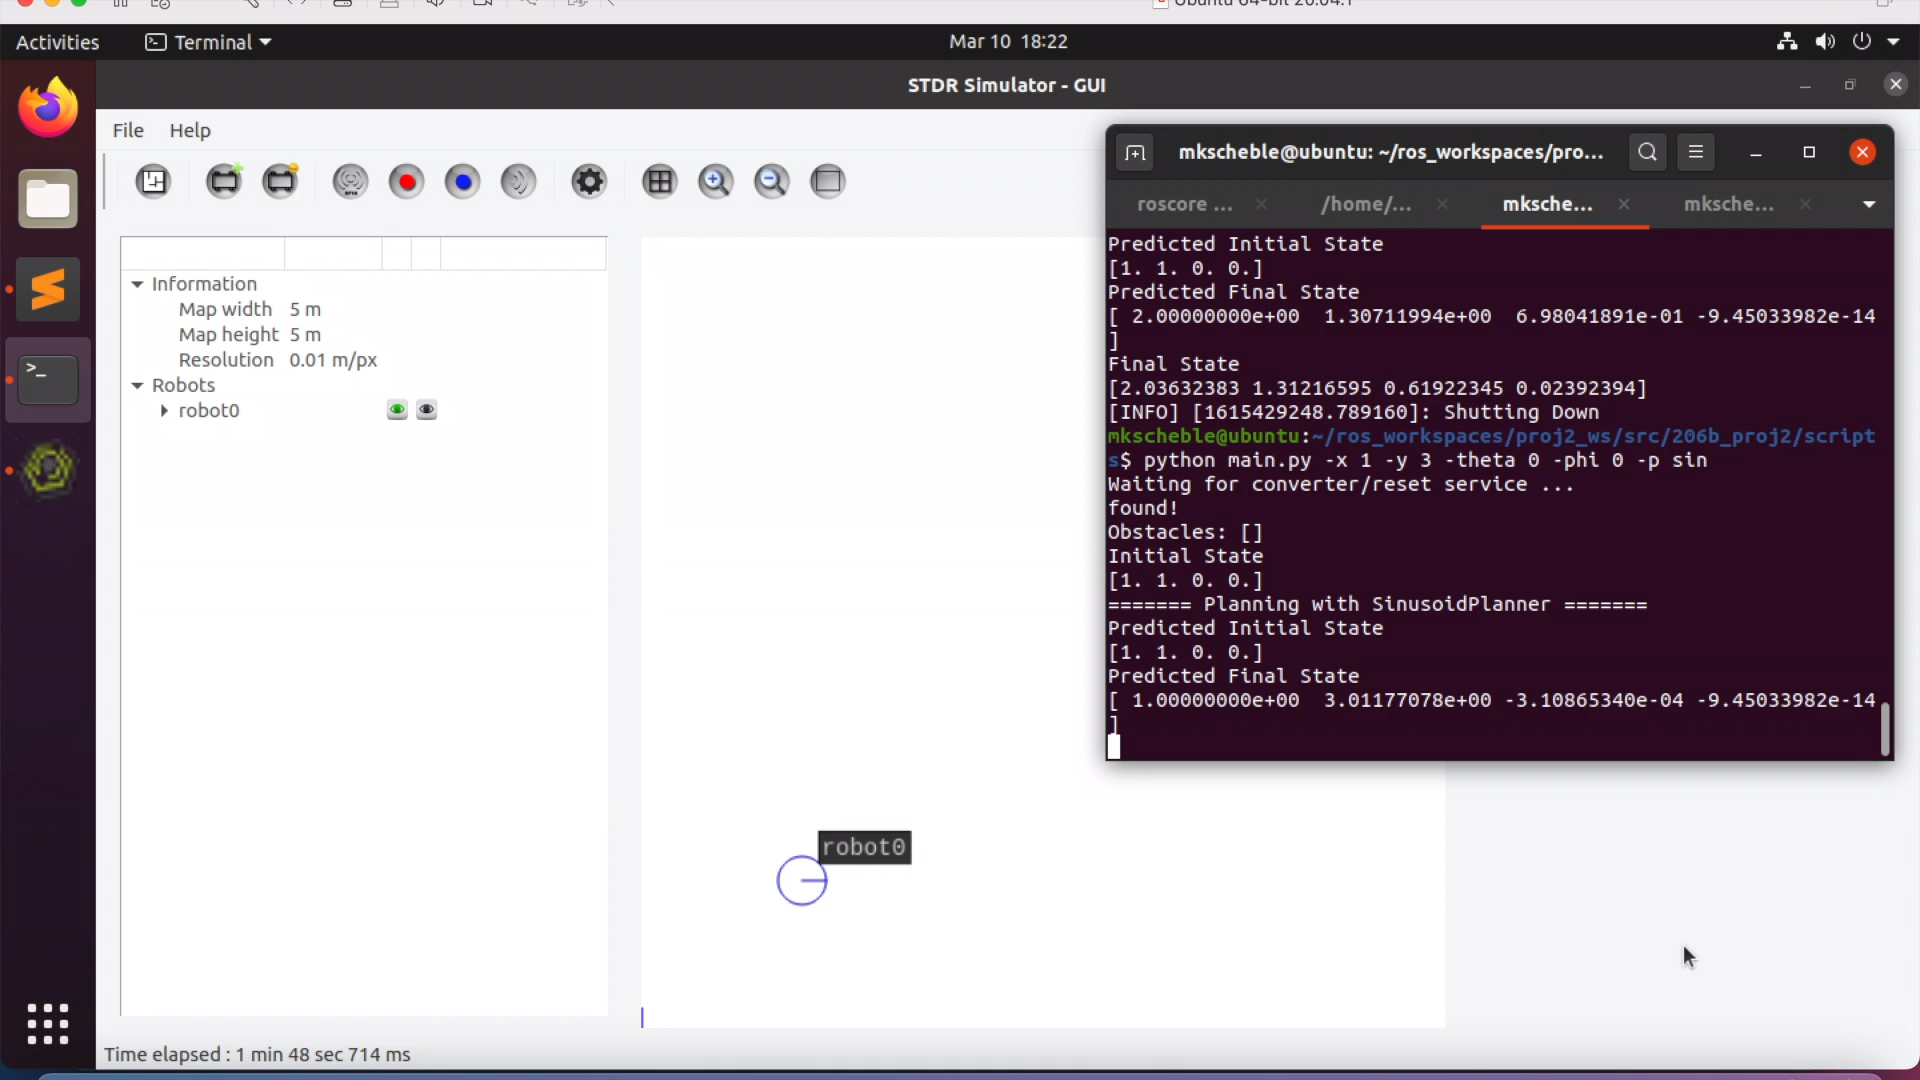 Ubuntu 64-bit 20.04.1
Activities
Terminal
Mar 10 18:22
STDR Simulator - GUI
File Help
Information
Map width 5 m
Map height 5 m
Resolution 0.01 m/px
Robots
robot0
robot0
Time elapsed : 1 min 48 sec 714 ms
mkscheble@ubuntu: ~/ros_workspaces/pro...
roscore ... /home/... mksche... mksche...
Predicted Initial State
[1. 1. 0. 0.]
Predicted Final State
[ 2.00000000e+00  1.30711994e+00  6.98041891e-01 -9.45033982e-14
]
Final State
[2.03632383 1.31216595 0.61922345 0.02392394]
[INFO] [1615429248.789160]: Shutting Down
mkscheble@ubuntu:~/ros_workspaces/proj2_ws/src/206b_proj2/script
s$ python main.py -x 1 -y 3 -theta 0 -phi 0 -p sin
Waiting for converter/reset service ...
found!
Obstacles: []
Initial State
[1. 1. 0. 0.]
======= Planning with SinusoidPlanner =======
Predicted Initial State
[1. 1. 0. 0.]
Predicted Final State
[ 1.00000000e+00  3.01177078e+00 -3.10865340e-04 -9.45033982e-14
]